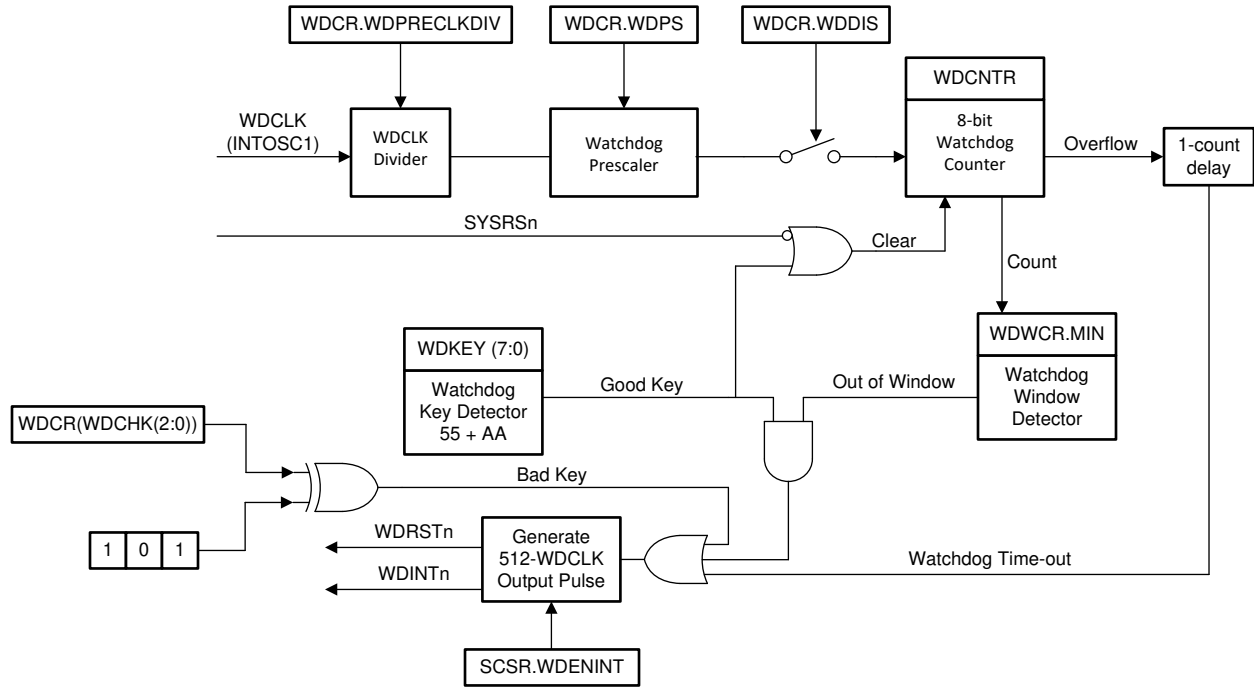 WDCR.WDPRECLKDIV
WDCR.WDPS
WDCR.WDDIS
WDCLK
(INTOSC1)
WDCLK
Divider
Watchdog
Prescaler
WDCNTR
8-bit
Watchdog
Counter
Overflow
1-count
delay
SYSRSn
Clear
Count
WDKEY (7:0)
Watchdog
Key Detector
55 + AA
Good Key
Out of Window
WDWCR.MIN
Watchdog
Window
Detector
WDCR(WDCHK(2:0))
Bad Key
1 0 1
WDRSTn
WDINTn
Generate
512-WDCLK
Output Pulse
Watchdog Time-out
SCSR.WDENINT